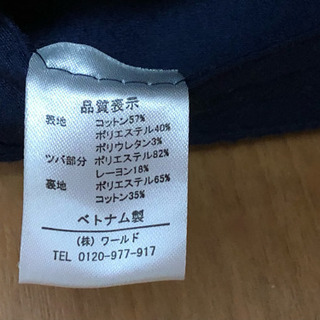 品質表示
表地 コットン57%
ポリエステル40%
ポリウレタン3%
ツバ部分 ポリエステル82%
レーヨン18%
裏地 ポリエステル65%
コットン35%
ベトナム製
(株) ワールド
TEL 0120-977-917